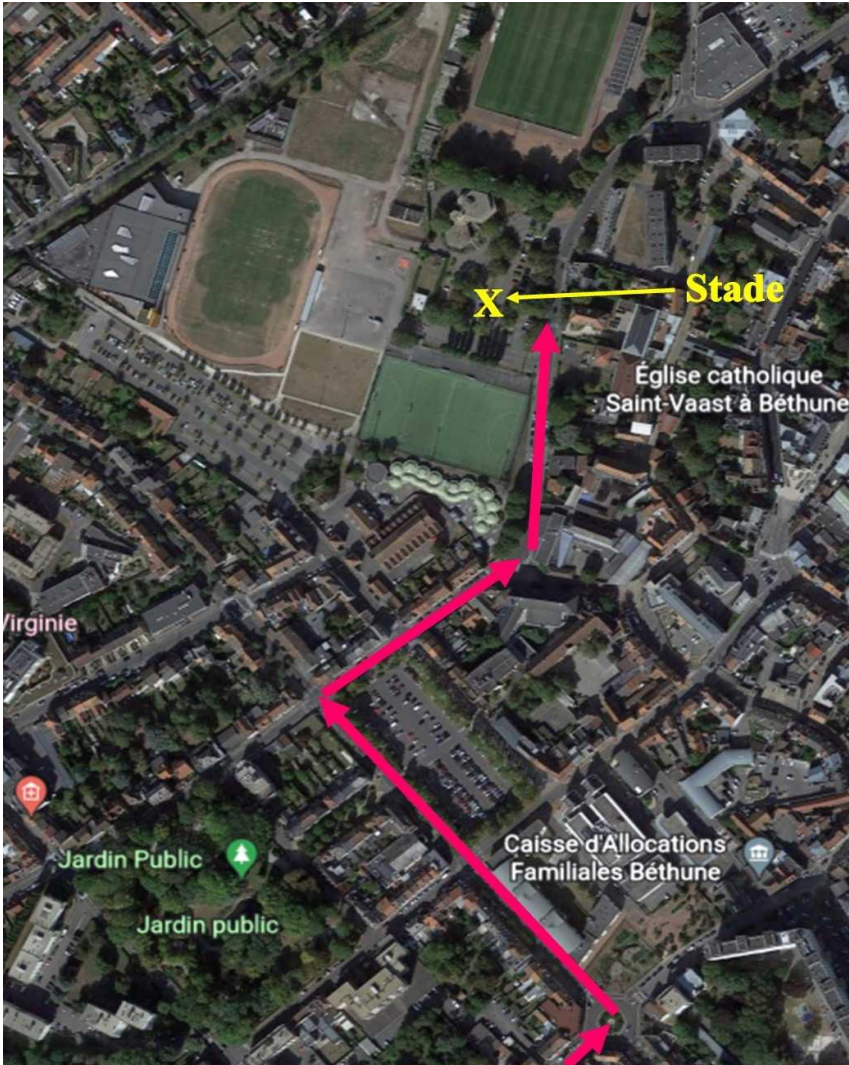 X
Stade
Église catholique
Saint-Vaast à Béthune
Virginie
Caisse d'Allocations
Familiales Béthune
Jardin Public
Jardin public